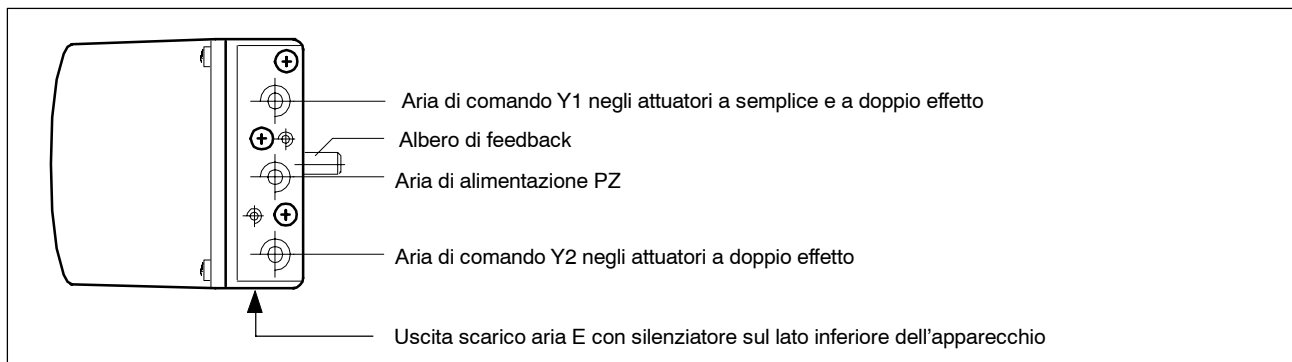 Aria di comando Y1 negli attuatori a semplice e a doppio effetto
Albero di feedback
Aria di alimentazione PZ
Aria di comando Y2 negli attuatori a doppio effetto
Uscita scarico aria E con silenziatore sul lato inferiore dell'apparecchio